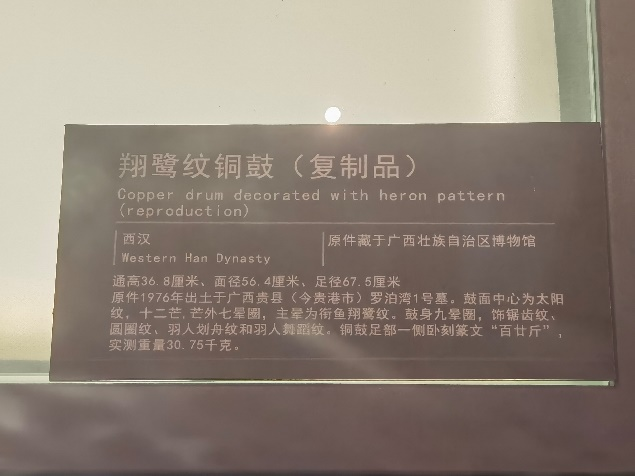 翔鹭纹铜鼓（复制品）
Copper drum decorated with heron pattern
(reproduction)
西汉
Western Han Dynasty
原件藏于广西壮族自治区博物馆
通高36.8厘米、面径56.4厘米、足径67.5厘米
原件1976年出土于广西贵县（今贵港市）罗泊湾1号墓。鼓面中心为太阳
纹，十二芒,芒外七晕圈，主晕为衔鱼翔鹭纹。鼓身九晕圈，饰锯齿纹、
圆圈纹、羽人划舟纹和羽人舞蹈纹。铜鼓足部一侧卧刻篆文“百廿斤”，
实测重量30.75千克。